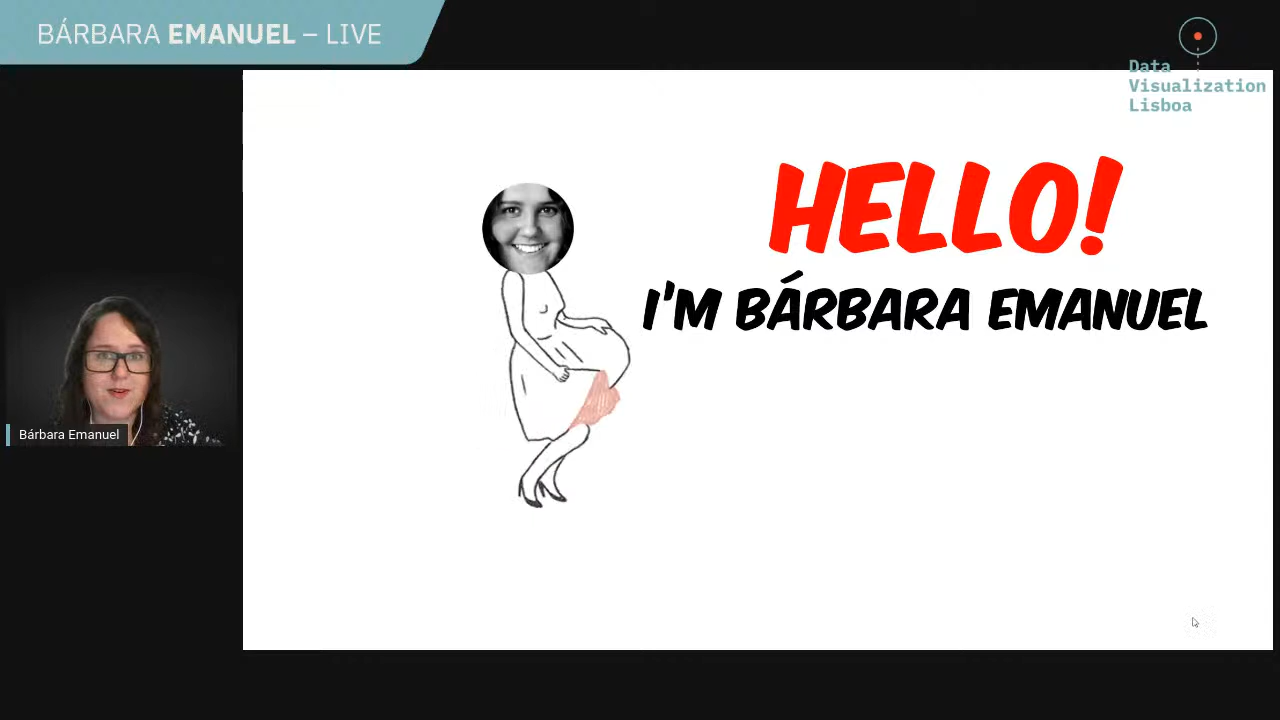 BÁRBARA EMANUEL – LIVE
Data
Visualization
Lisboa
HELLO!
I'M BÁRBARA EMANUEL
Bárbara Emanuel